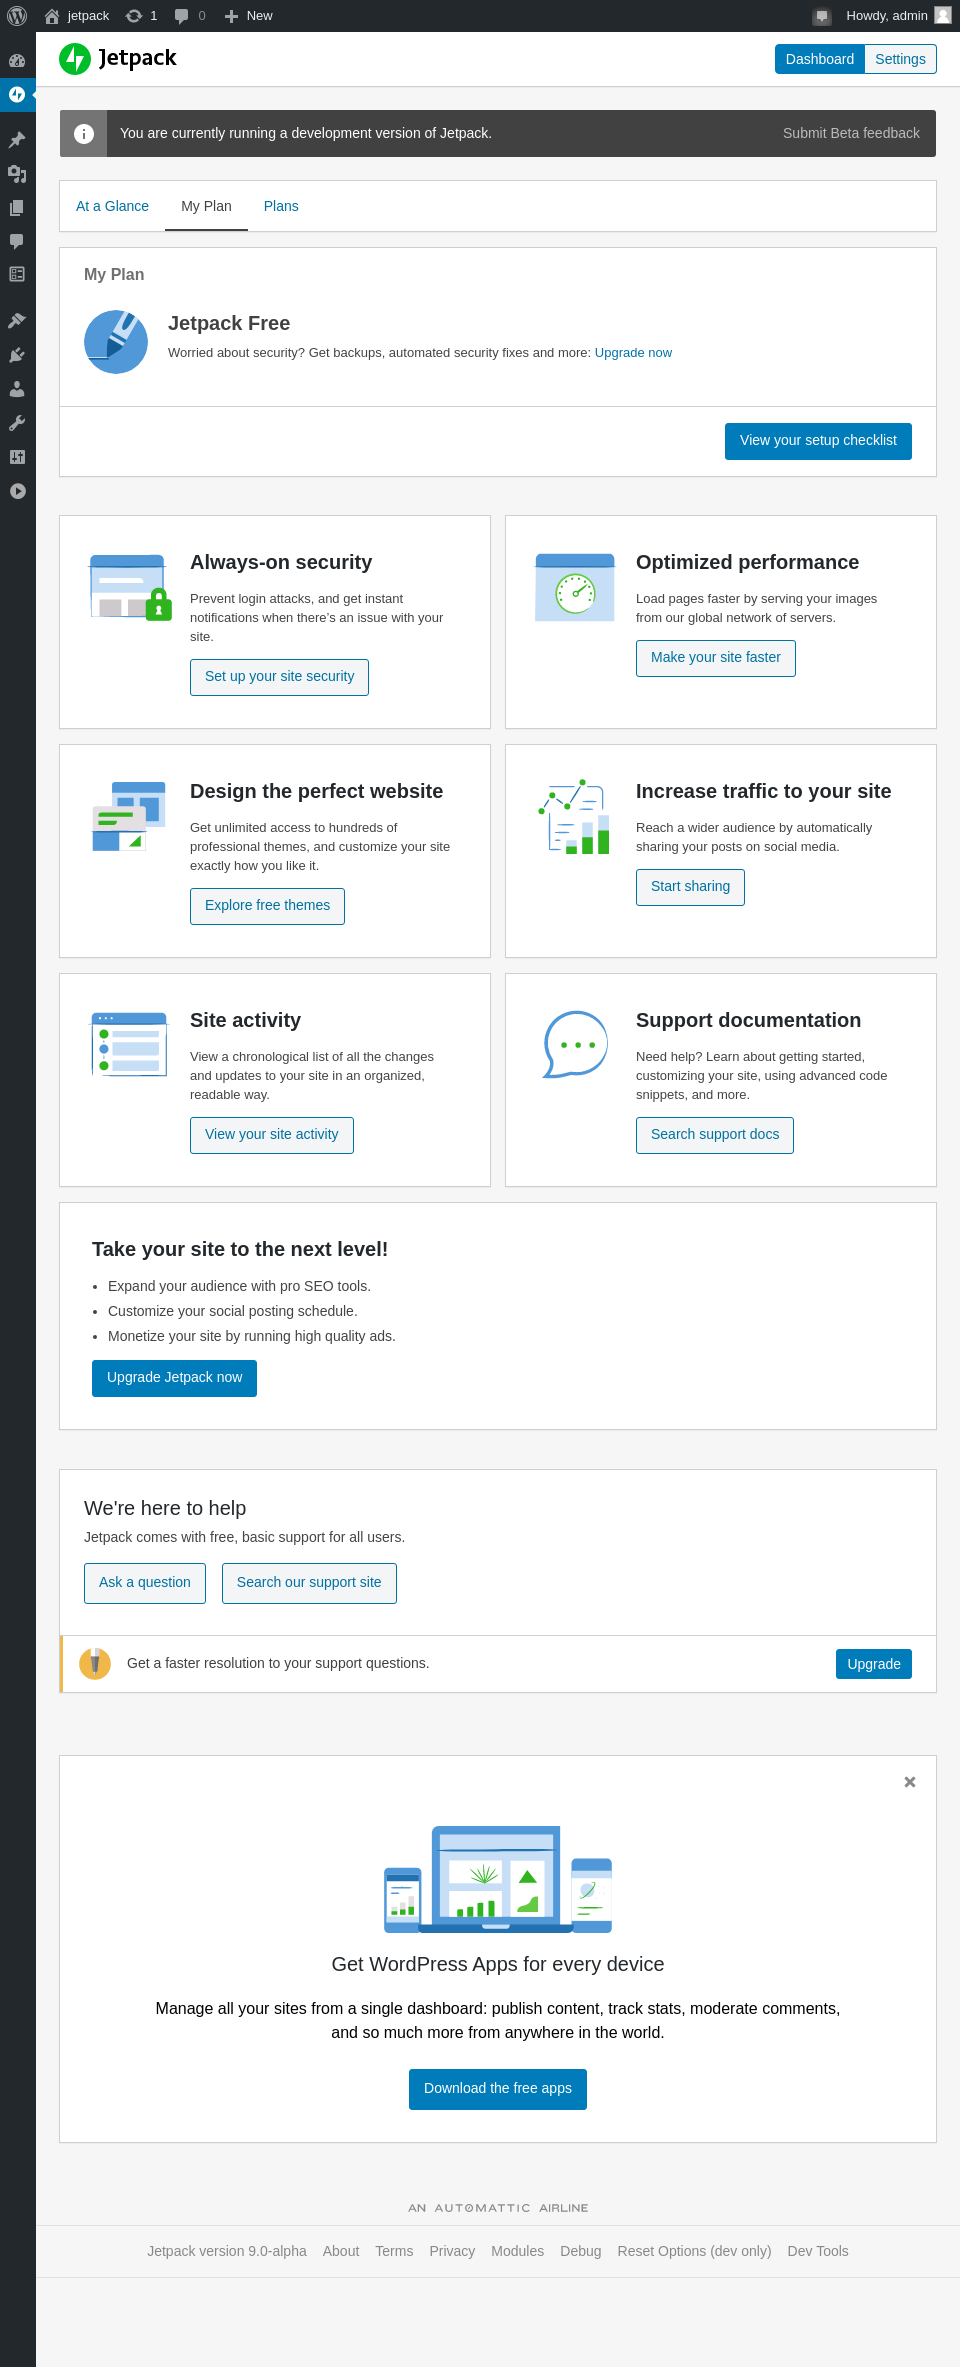 jetpack 1 0 New Howdy, admin
Jetpack Dashboard Settings
You are currently running a development version of Jetpack. Submit Beta feedback
At a Glance My Plan Plans
My Plan
Jetpack Free
Worried about security? Get backups, automated security fixes and more: Upgrade now
View your setup checklist
Always-on security
Prevent login attacks, and get instant
notifications when there’s an issue with your
site.
Set up your site security
Optimized performance
Load pages faster by serving your images
from our global network of servers.
Make your site faster
Design the perfect website
Get unlimited access to hundreds of
professional themes, and customize your site
exactly how you like it.
Explore free themes
Increase traffic to your site
Reach a wider audience by automatically
sharing your posts on social media.
Start sharing
Site activity
View a chronological list of all the changes
and updates to your site in an organized,
readable way.
View your site activity
Support documentation
Need help? Learn about getting started,
customizing your site, using advanced code
snippets, and more.
Search support docs
Take your site to the next level!
• Expand your audience with pro SEO tools.
• Customize your social posting schedule.
• Monetize your site by running high quality ads.
Upgrade Jetpack now
We're here to help
Jetpack comes with free, basic support for all users.
Ask a question Search our support site
Get a faster resolution to your support questions. Upgrade
Get WordPress Apps for every device
Manage all your sites from a single dashboard: publish content, track stats, moderate comments,
and so much more from anywhere in the world.
Download the free apps
AN AUTOMATTIC AIRLINE
Jetpack version 9.0-alpha About Terms Privacy Modules Debug Reset Options (dev only) Dev Tools